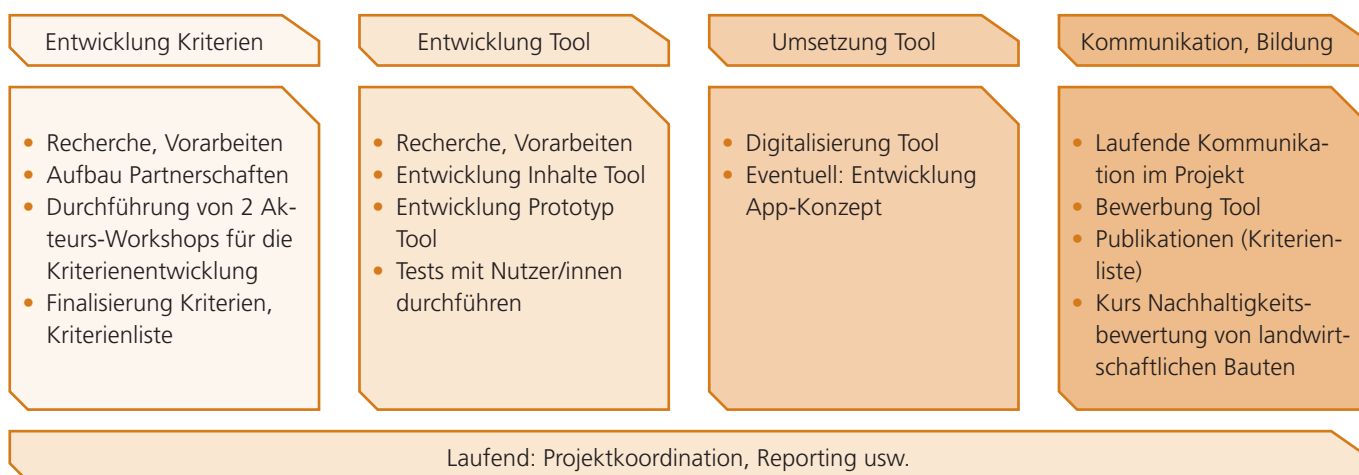 Entwicklung Kriterien
• Recherche, Vorarbeiten
• Aufbau Partnerschaften
• Durchführung von 2 Ak-
teurs-Workshops für die
Kriterienentwicklung
• Finalisierung Kriterien,
Kriterienliste
Entwicklung Tool
• Recherche, Vorarbeiten
• Entwicklung Inhalte Tool
• Entwicklung Prototyp
Tool
• Tests mit Nutzer/innen
durchführen
Umsetzung Tool
• Digitalisierung Tool
• Eventuell: Entwicklung
App-Konzept
Kommunikation, Bildung
• Laufende Kommunika-
tion im Projekt
• Bewerbung Tool
• Publikationen (Kriterien-
liste)
• Kurs Nachhaltigkeits-
bewertung von landwirt-
schaftlichen Bauten
Laufend: Projektkoordination, Reporting usw.